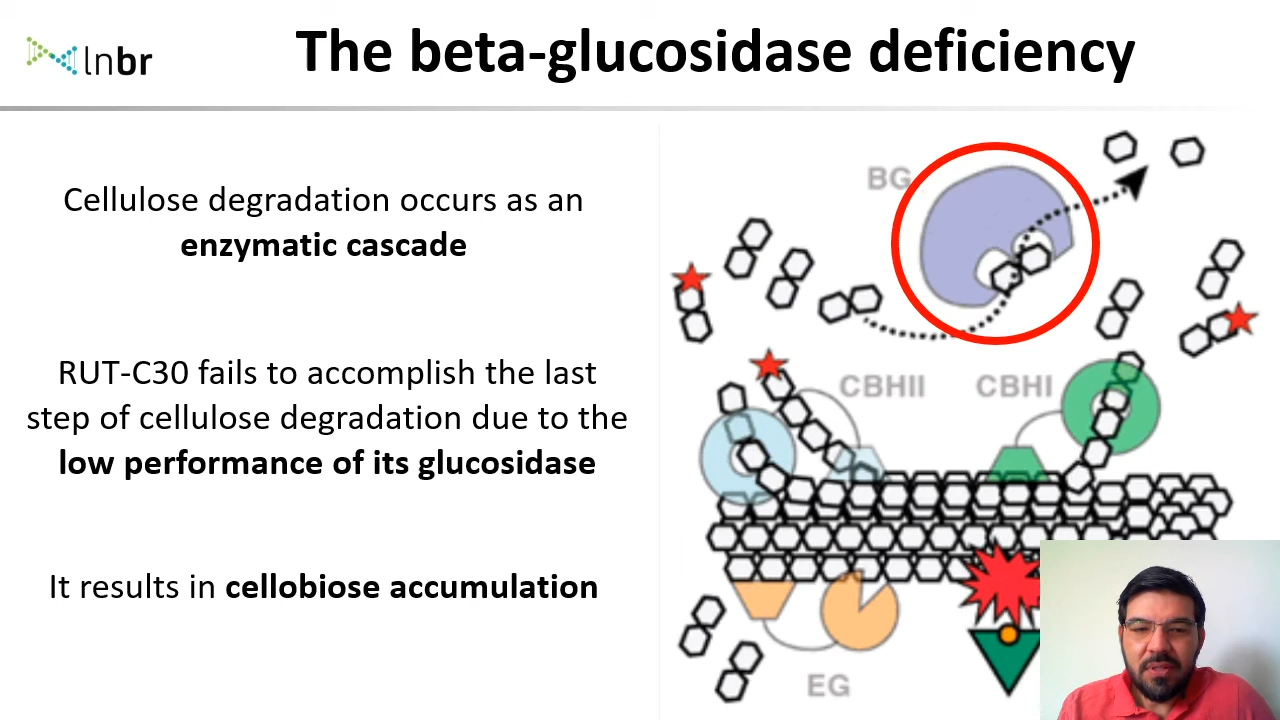 lnbr
The beta-glucosidase deficiency
Cellulose degradation occurs as an
enzymatic cascade
RUT-C30 fails to accomplish the last
step of cellulose degradation due to the
low performance of its glucosidase
It results in cellobiose accumulation
BG
CBHII
CBHI
EG